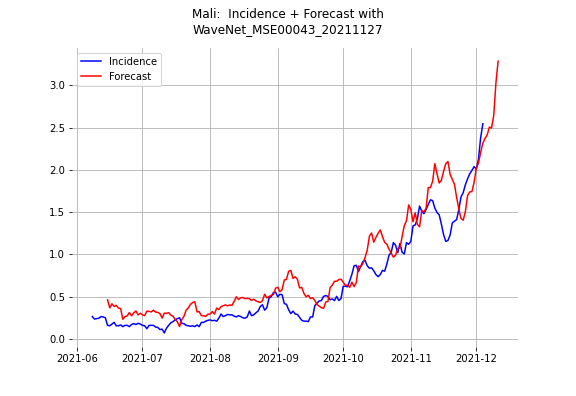 Mali:  Incidence + Forecast with
WaveNet_MSE00043_20211127
Incidence
Forecast
3.0
2.5
2.0
1.5
1.0
0.5
0.0
2021-06 2021-07 2021-08 2021-09 2021-10 2021-11 2021-12